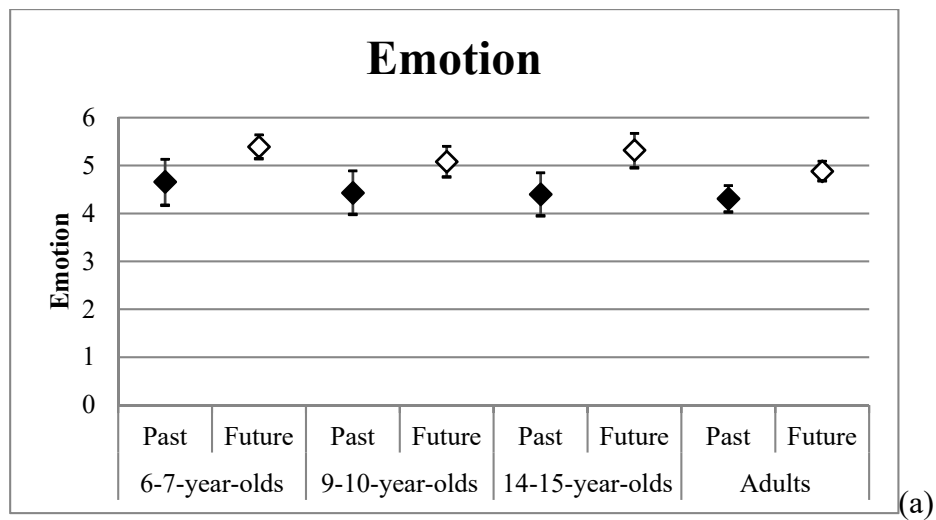 Emotion
6
5
4
3
2
1
0
Emotion
Past Future Past Future Past Future Past Future
6-7-year-olds 9-10-year-olds 14-15-year-olds Adults
(a)